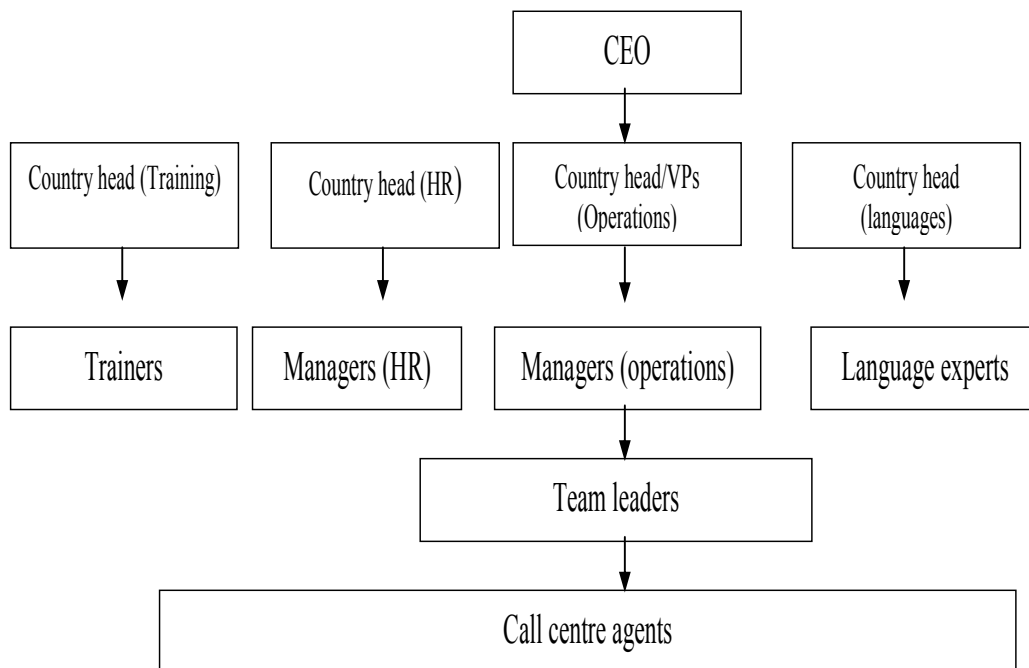 CEO
Country head (Training)
Country head (HR)
Country head/VPs
(Operations)
Country head
(languages)
Trainers
Managers (HR)
Managers (operations)
Language experts
Team leaders
Call centre agents